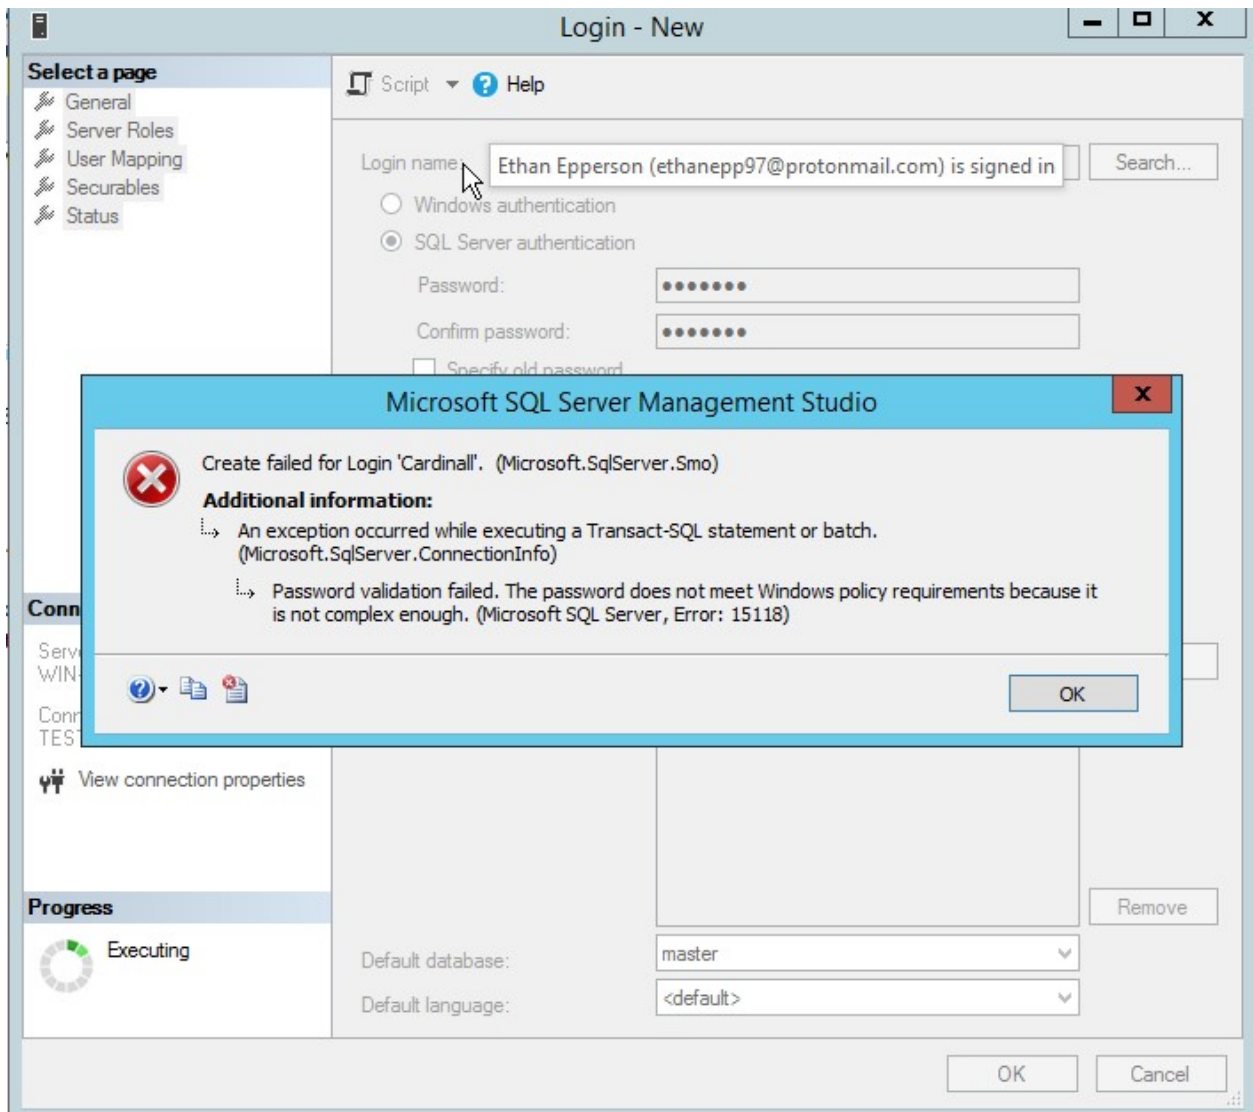 Login - New
Select a page
General
Server Roles
User Mapping
Securables
Status
Script Help
Login name: Ethan Epperson (ethanepp97@protonmail.com) is signed in Search...
Windows authentication
SQL Server authentication
Password: ●●●●●●●
Confirm password: ●●●●●●●
Specify old password
Microsoft SQL Server Management Studio
Create failed for Login 'Cardinall'. (Microsoft.SqlServer.Smo)
Additional information:
An exception occurred while executing a Transact-SQL statement or batch.
(Microsoft.SqlServer.ConnectionInfo)
Password validation failed. The password does not meet Windows policy requirements because it
is not complex enough. (Microsoft SQL Server, Error: 15118)
OK
Conn
Serv
WIN-
Conn
TEST
View connection properties
Progress
Executing
Remove
Default database: master
Default language: <default>
OK Cancel